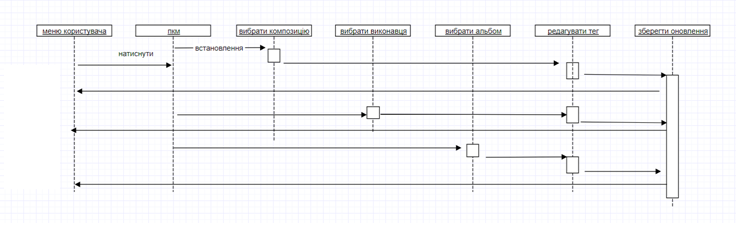 меню користувача
пкм
вибрати композицію
вибрати виконавця
вибрати альбом
редагувати тег
зберегти оновлення
встановлення
натиснути